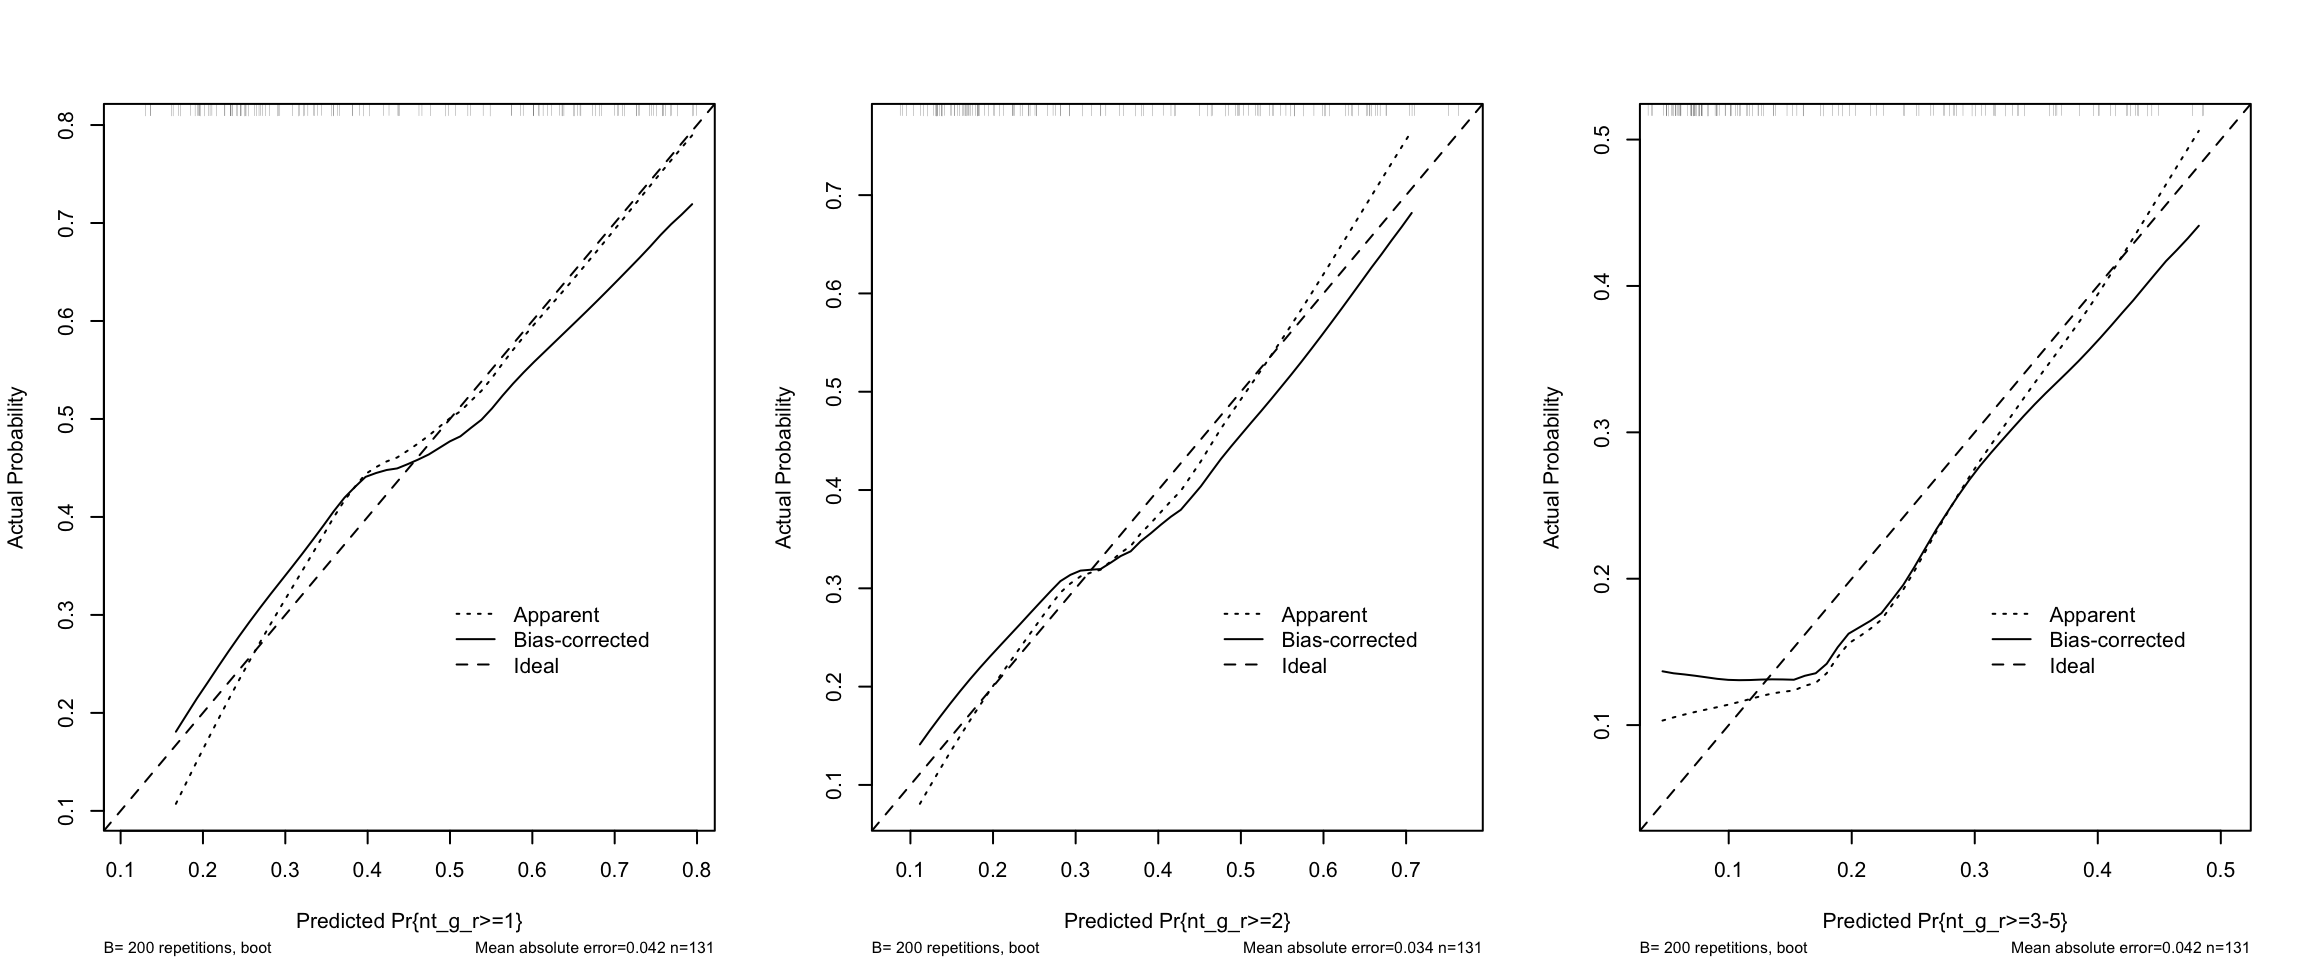 Actual Probability
0.1 0.2 0.3 0.4 0.5 0.6 0.7 0.8
Apparent
Bias-corrected
Ideal
0.1 0.2 0.3 0.4 0.5 0.6 0.7 0.8
Predicted Pr{nt_g_r>=1}
B= 200 repetitions, boot
Mean absolute error=0.042 n=131
Actual Probability
0.1 0.2 0.3 0.4 0.5 0.6 0.7
Apparent
Bias-corrected
Ideal
0.1 0.2 0.3 0.4 0.5 0.6 0.7
Predicted Pr{nt_g_r>=2}
B= 200 repetitions, boot
Mean absolute error=0.034 n=131
Actual Probability
0.1 0.2 0.3 0.4 0.5
Apparent
Bias-corrected
Ideal
0.1 0.2 0.3 0.4 0.5
Predicted Pr{nt_g_r>=3-5}
B= 200 repetitions, boot
Mean absolute error=0.042 n=131